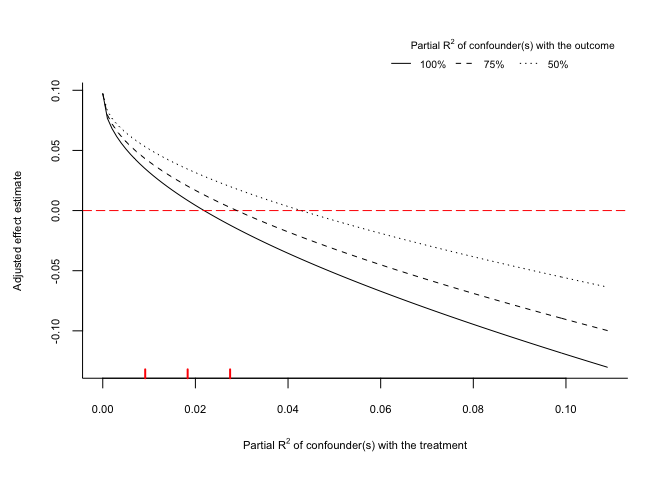 Partial R² of confounder(s) with the outcome
100% 75% 50%
Adjusted effect estimate
0.10
0.05
0.00
-0.05
-0.10
0.00 0.02 0.04 0.06 0.08 0.10
Partial R² of confounder(s) with the treatment